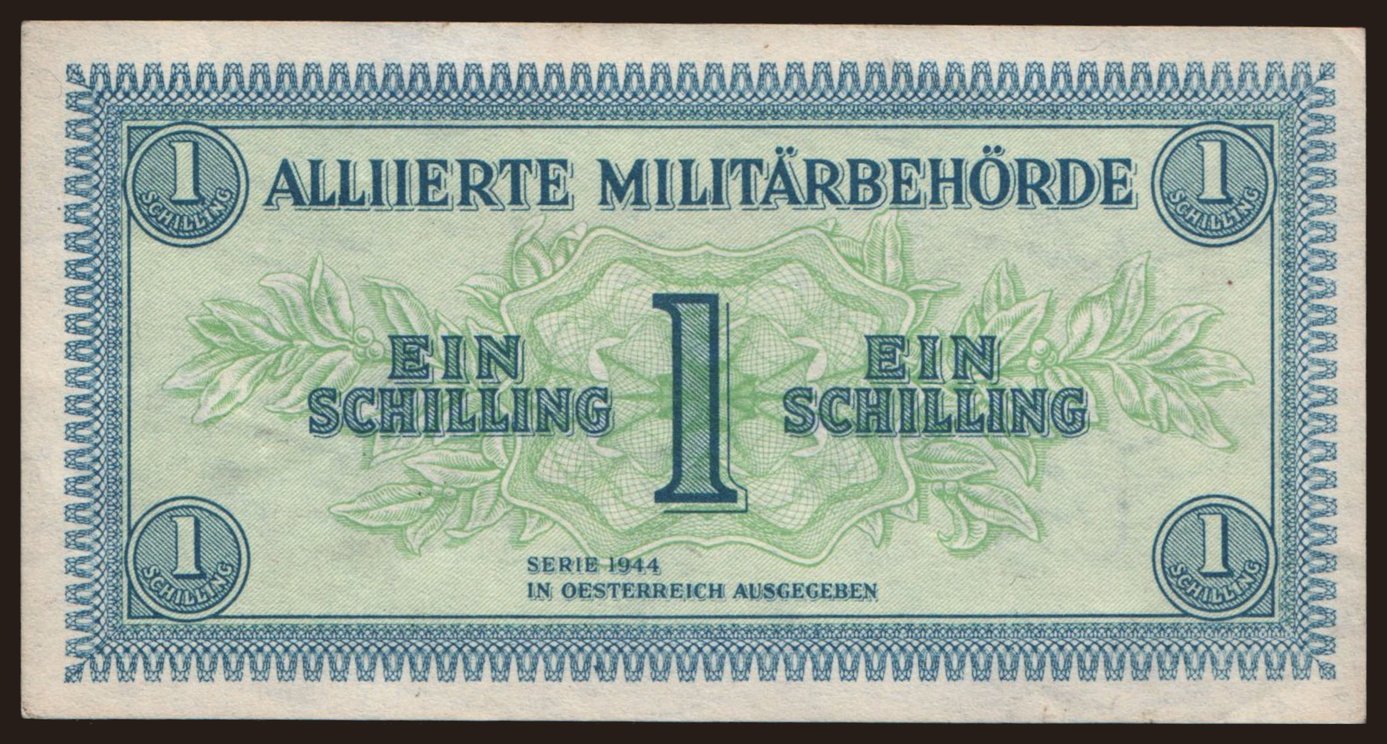 1 SCHILLING
ALLIIERTE MILITÄRBEHÖRDE
1 SCHILLING
EIN
SCHILLING
1
EIN
SCHILLING
SERIE 1944
IN OESTERREICH AUSGEGEBEN
1 SCHILLING
1 SCHILLING